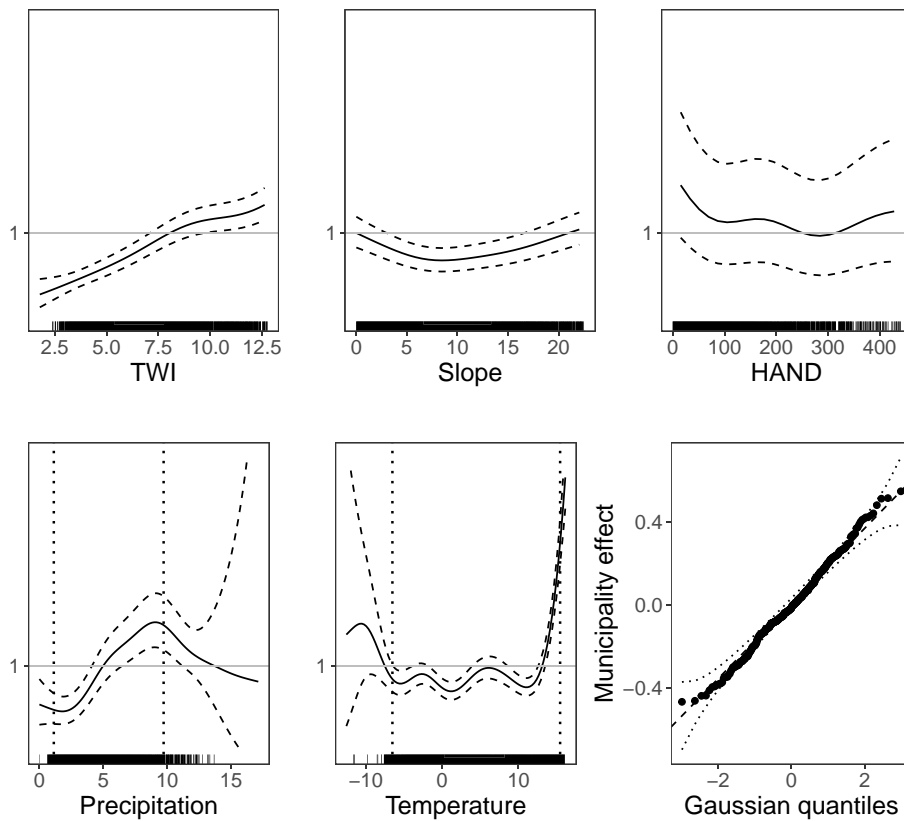 1
2.5 5.0 7.5 10.0 12.5
TWI
1
0 5 10 15 20
Slope
1
0 100 200 300 400
HAND
1
0 5 10 15
Precipitation
1
−10 0 10
Temperature
Municipality effect
0.4
0.0
−0.4
−2 0 2
Gaussian quantiles